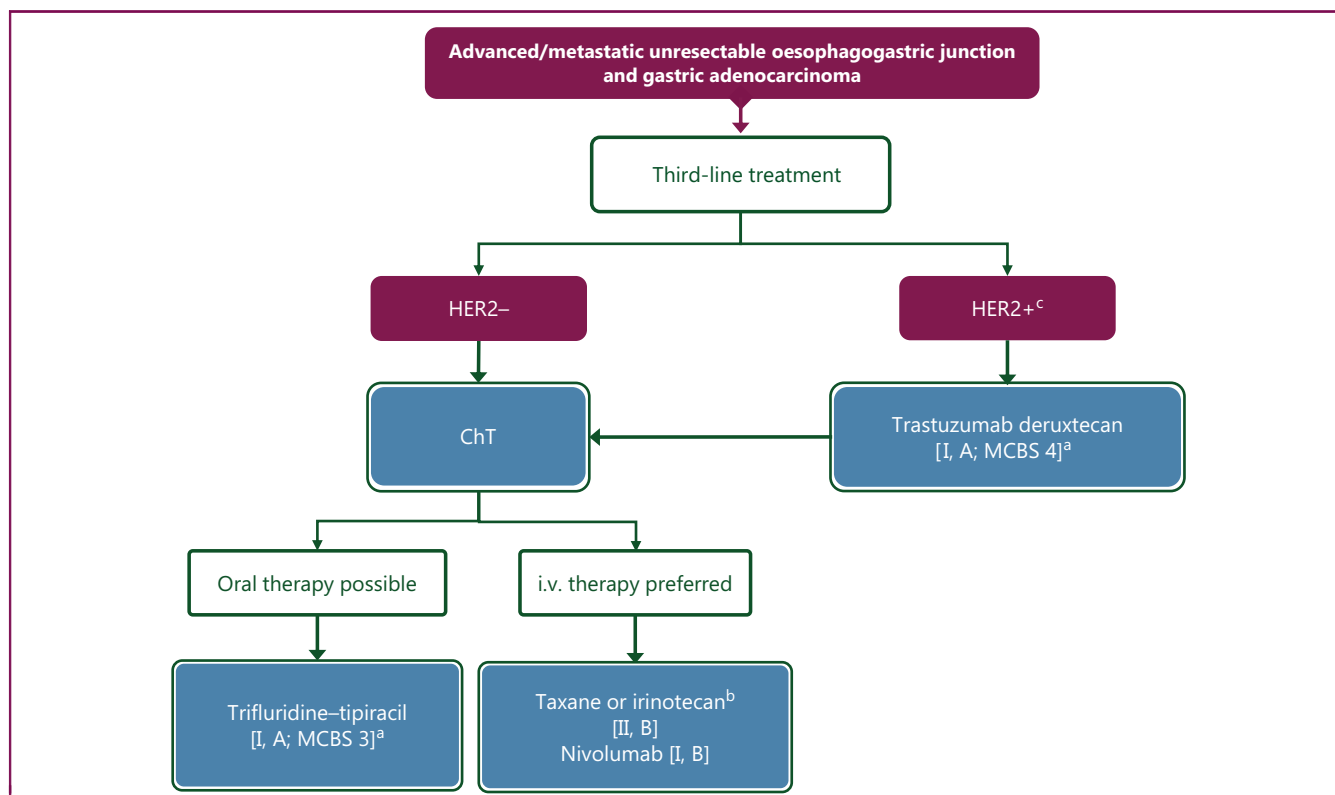 Advanced/metastatic unresectable oesophagogastric junction
and gastric adenocarcinoma
Third-line treatment
HER2–
HER2+c
ChT
Trastuzumab deruxtecan
[I, A; MCBS 4]a
Oral therapy possible
i.v. therapy preferred
Trifluridine–tipiracil
[I, A; MCBS 3]a
Taxane or irinotecanb
[II, B]
Nivolumab [I, B]